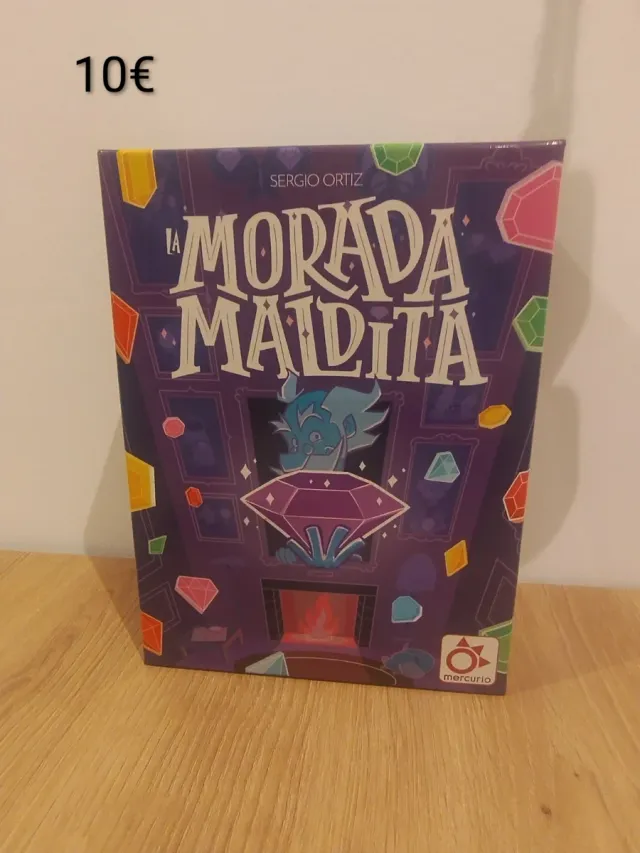 10€
SERGIO ORTIZ
LA MORADA
MALDITA
mercurio